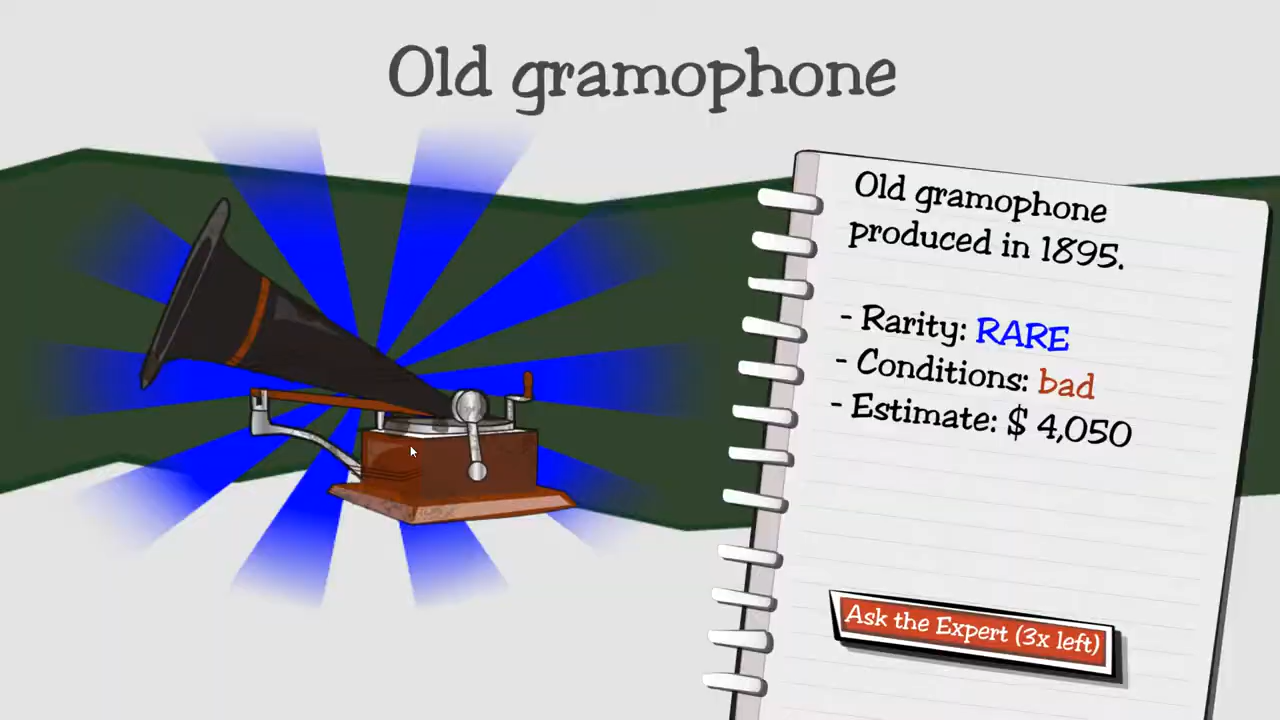 Old gramophone
Old gramophone
produced in 1895.
- Rarity: RARE
- Conditions: bad
- Estimate: $ 4,050
Ask the Expert (3x left)